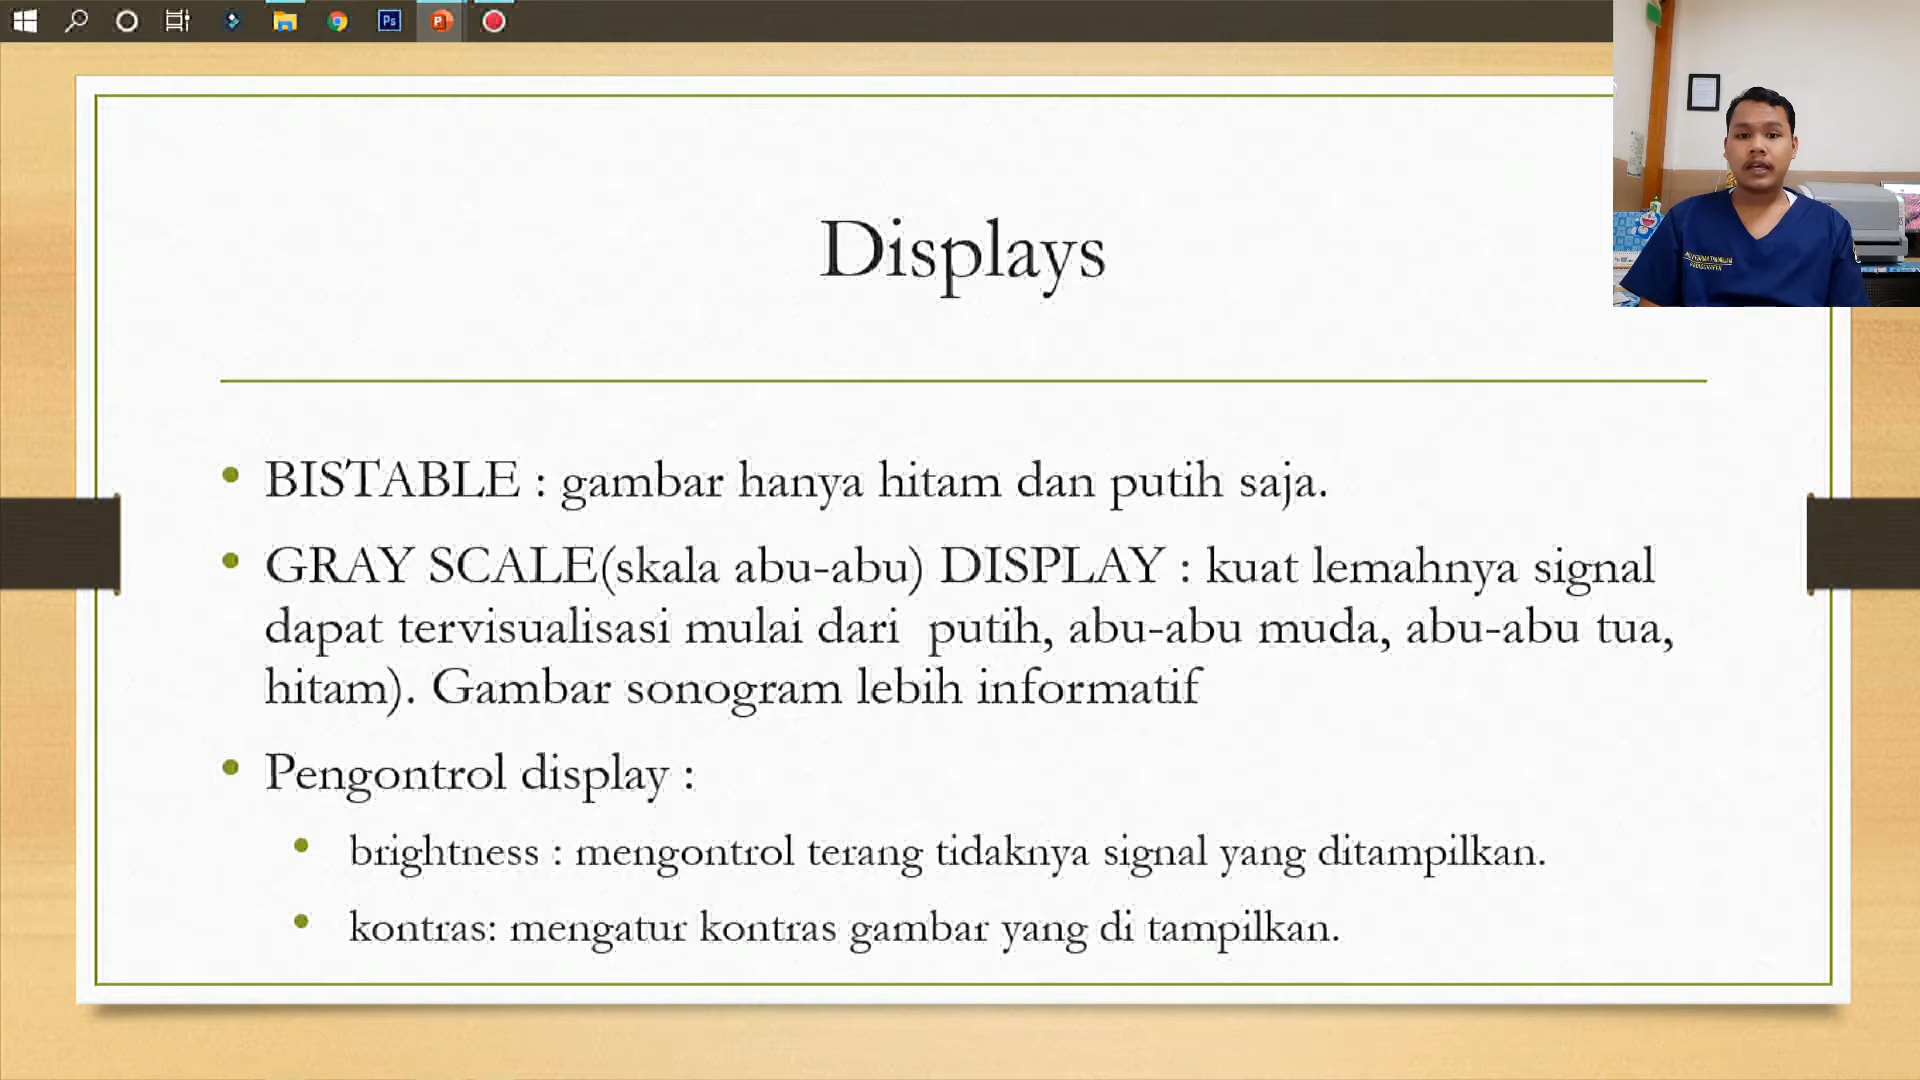 Displays
• BISTABLE : gambar hanya hitam dan putih saja.
• GRAY SCALE(skala abu-abu) DISPLAY : kuat lemahnya signal
dapat tervisualisasi mulai dari  putih, abu-abu muda, abu-abu tua,
hitam). Gambar sonogram lebih informatif
• Pengontrol display :
• brightness : mengontrol terang tidaknya signal yang ditampilkan.
• kontras: mengatur kontras gambar yang di tampilkan.
Ps
P